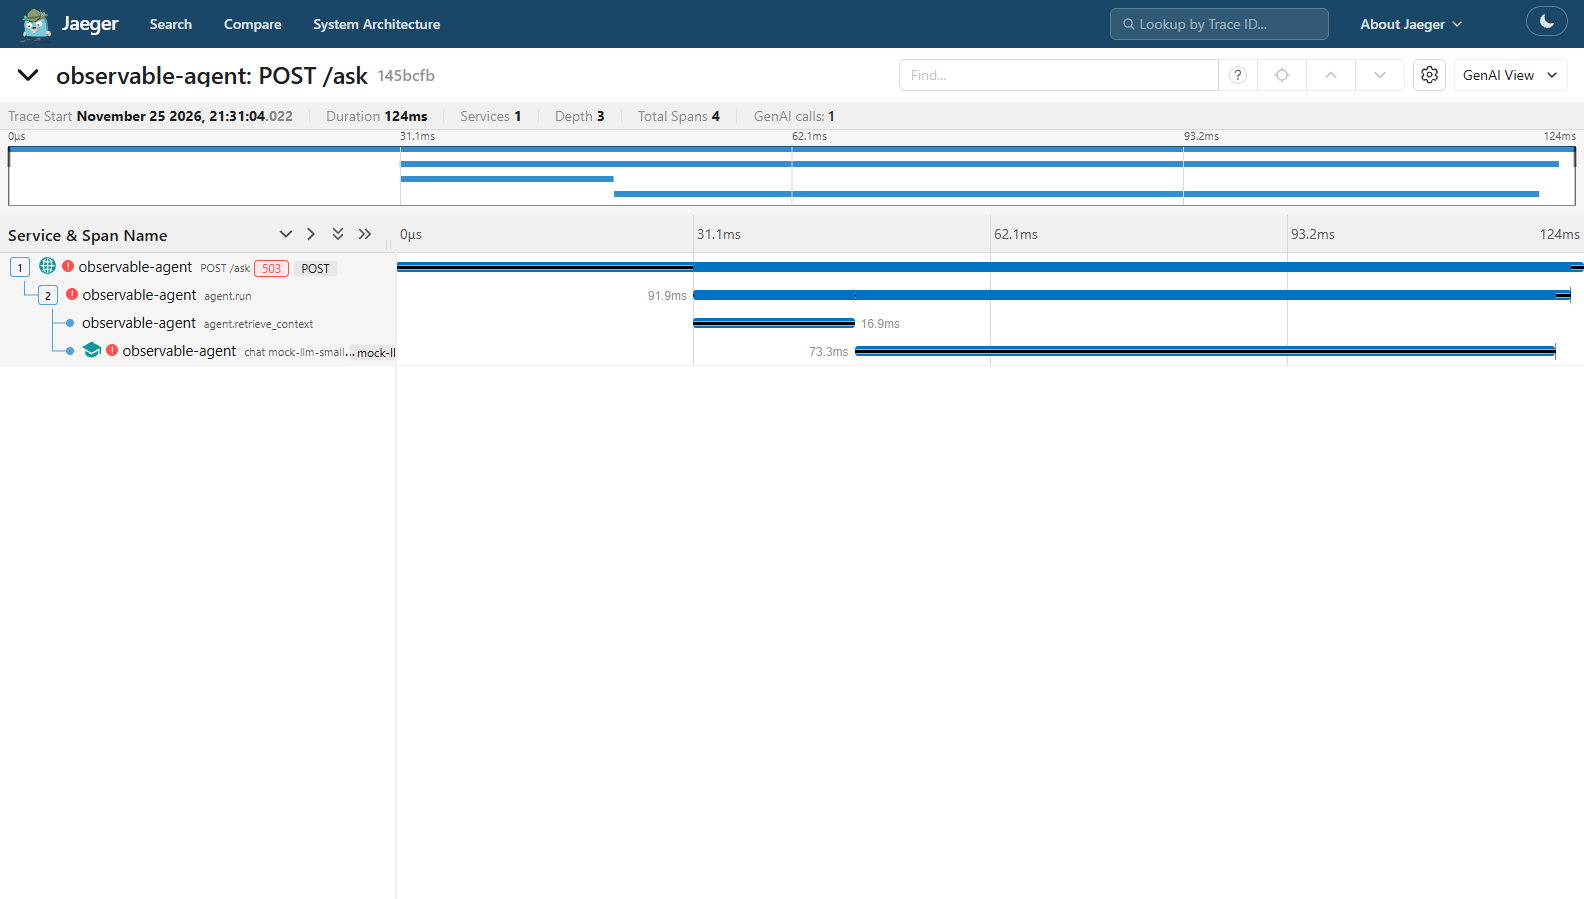 Jaeger Search Compare System Architecture Lookup by Trace ID... About Jaeger
observable-agent: POST /ask 145bcfb Find... ? GenAI View
Trace Start November 25 2026, 21:31:04.022 Duration 124ms Services 1 Depth 3 Total Spans 4 GenAI calls: 1
0μs 31.1ms 62.1ms 93.2ms 124ms
Service & Span Name 0μs 31.1ms 62.1ms 93.2ms 124ms
1 observable-agent POST /ask 503 POST
2 observable-agent agent.run 91.9ms
observable-agent agent.retrieve_context 16.9ms
observable-agent chat mock-llm-small... mock-ll 73.3ms